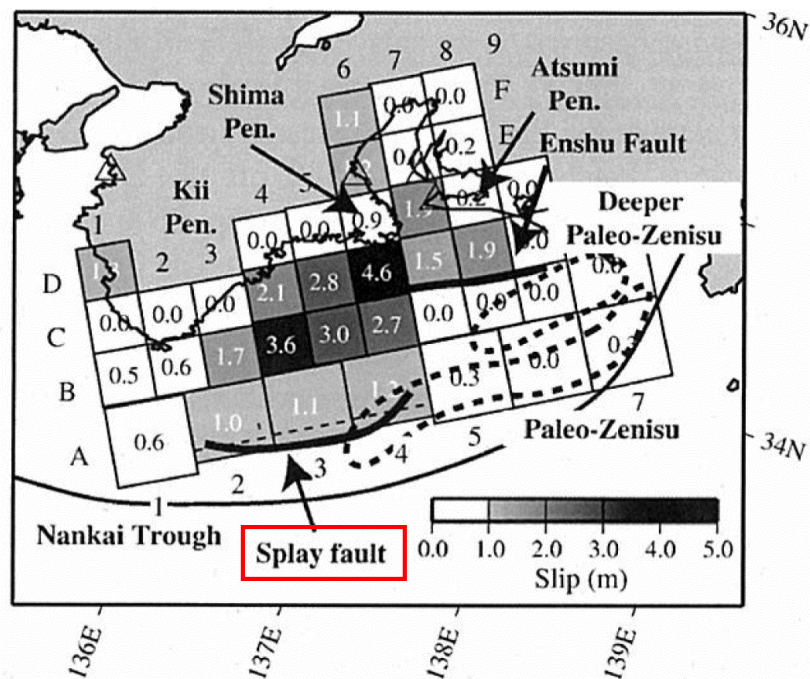 36N
6 7 8 9
Shima
Pen.
Atsumi
Pen.
F
E
Enshu Fault
1.1 0.0 0.0
0.2
Kii
Pen.
Deeper
Paleo-Zenisu
4 5
0.0 0.0 0.9 1.9 0.2 0.0
1 2 3
D
2.1 2.8 4.6 1.5 1.9 0.0
C
0.0 0.0 0.0
3.6 3.0 2.7 0.0 0.0 0.0 0.0
B
0.5 0.6 1.7
A
0.6 1.0 1.1 0.3 0.0
2 3 4 5 7
Paleo-Zenisu
34N
1
Nankai Trough
Splay fault
0.0 1.0 2.0 3.0 4.0 5.0
Slip (m)
136E 137E 138E 139E